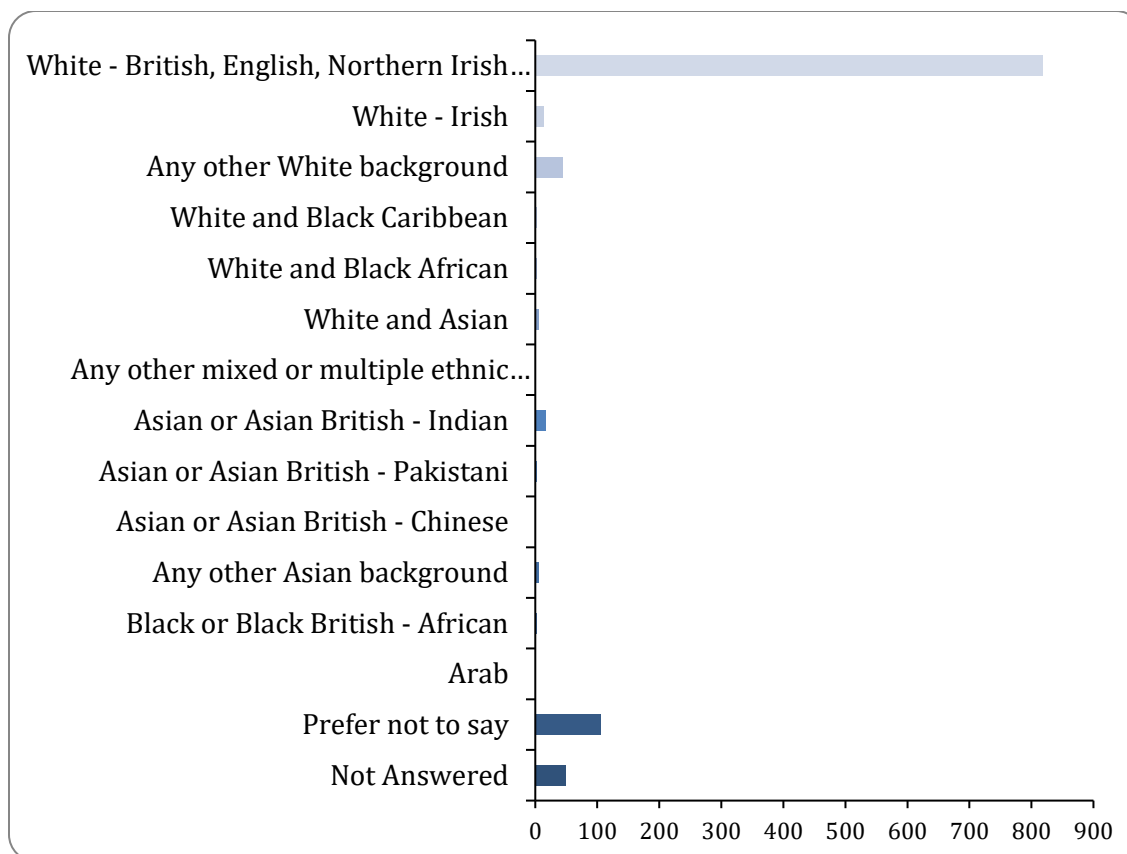 White - British, English, Northern Irish…
White - Irish
Any other White background
White and Black Caribbean
White and Black African
White and Asian
Any other mixed or multiple ethnic…
Asian or Asian British - Indian
Asian or Asian British - Pakistani
Asian or Asian British - Chinese
Any other Asian background
Black or Black British - African
Arab
Prefer not to say
Not Answered
0 100 200 300 400 500 600 700 800 900